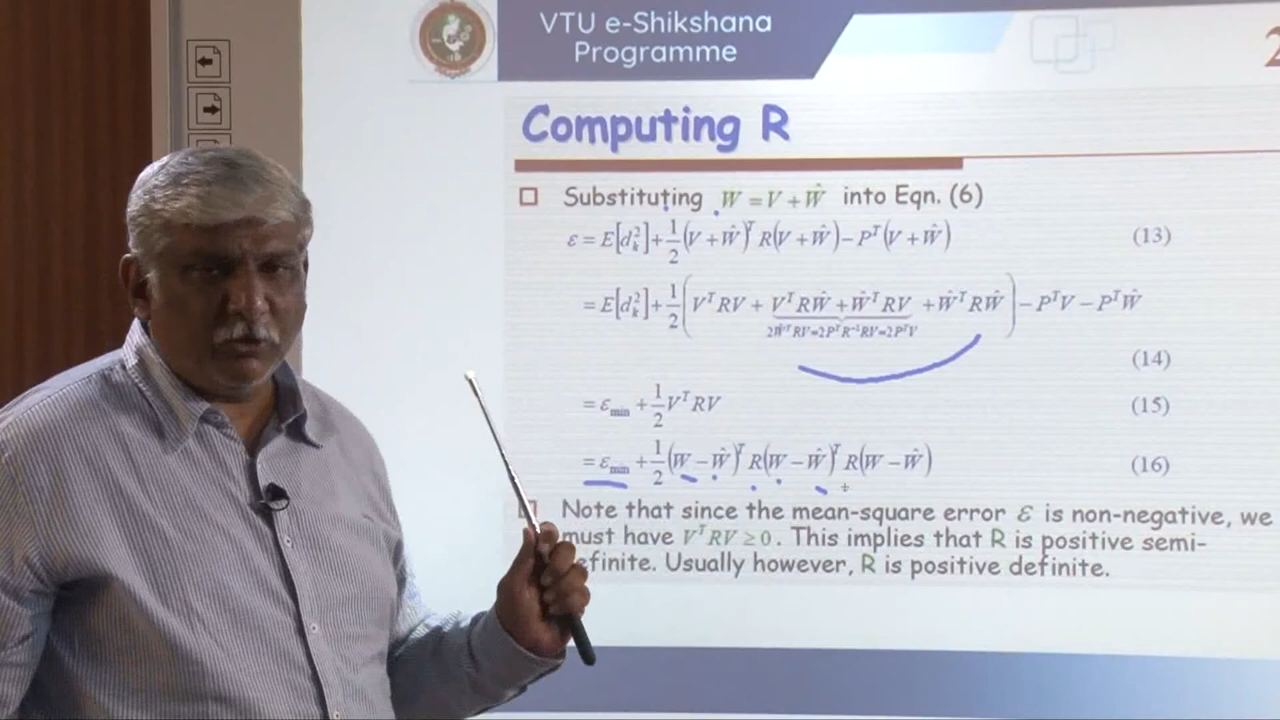 VTU e-Shikshana
Programme
2
Computing R
Substituting W = V + Ŵ into Eqn. (6)
ε = E[d_k^2] + 1/2 (V + Ŵ)^T R(V + Ŵ) − P^T (V + Ŵ) (13)
= E[d_k^2] + 1/2 (V^T RV + V^T RŴ + Ŵ^T RV + Ŵ^T RŴ) − P^T V − P^T Ŵ
2Ŵ^T RV=2P^T R^-1 RV=2P^T V
(14)
= ε_min + 1/2 V^T RV (15)
= ε_min + 1/2 (W − Ŵ)^T R(W − Ŵ)^T R(W − Ŵ) (16)
Note that since the mean-square error ε is non-negative, we
must have V^T RV ≥ 0. This implies that R is positive semi-
efinite. Usually however, R is positive definite.